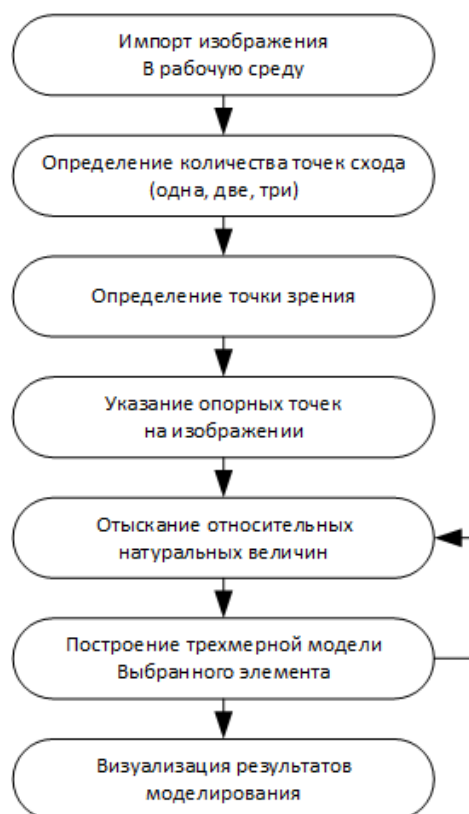 Импорт изображения
В рабочую среду
Определение количества точек схода
(одна, две, три)
Определение точки зрения
Указание опорных точек
на изображении
Отыскание относительных
натуральных величин
Построение трехмерной модели
Выбранного элемента
Визуализация результатов
моделирования